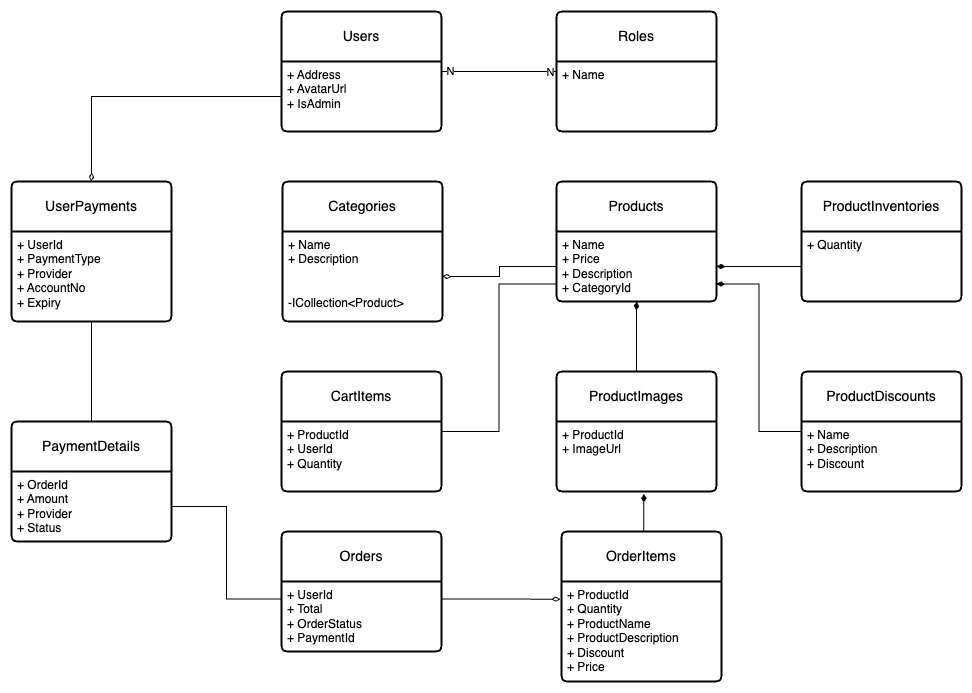 Users
+ Address
+ AvatarUrl
+ IsAdmin
N
N
Roles
+ Name
UserPayments
+ UserId
+ PaymentType
+ Provider
+ AccountNo
+ Expiry
Categories
+ Name
+ Description
-ICollection<Product>
Products
+ Name
+ Price
+ Description
+ CategoryId
ProductInventories
+ Quantity
CartItems
+ ProductId
+ UserId
+ Quantity
ProductImages
+ ProductId
+ ImageUrl
ProductDiscounts
+ Name
+ Description
+ Discount
PaymentDetails
+ OrderId
+ Amount
+ Provider
+ Status
Orders
+ UserId
+ Total
+ OrderStatus
+ PaymentId
OrderItems
+ ProductId
+ Quantity
+ ProductName
+ ProductDescription
+ Discount
+ Price